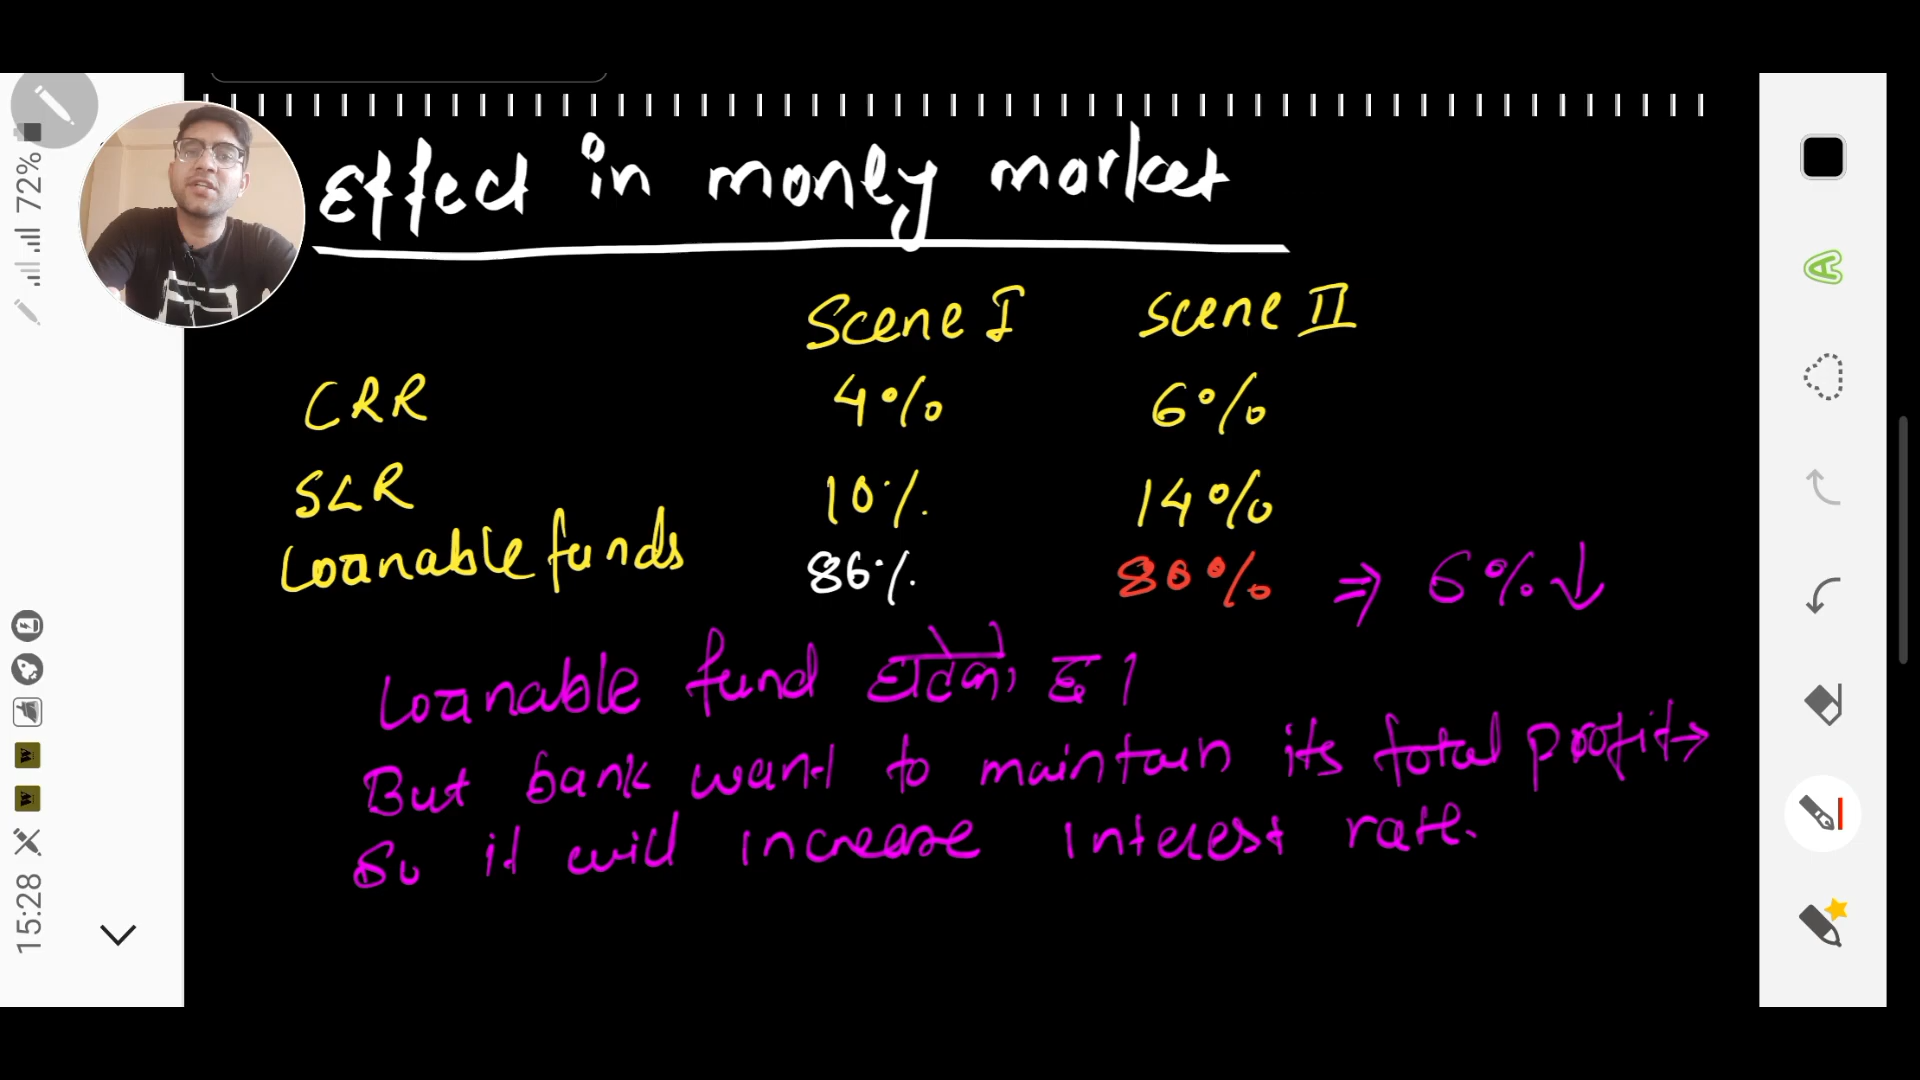 72%
15:28
Effect in money market
Scene I Scene II
CRR 4% 6%
SLR 10% 14%
Loanable funds 86% 80% ⇒ 6% ↓
Loanable fund घटेको छ।
But bank want to maintain its total profit →
So it will increase interest rate.